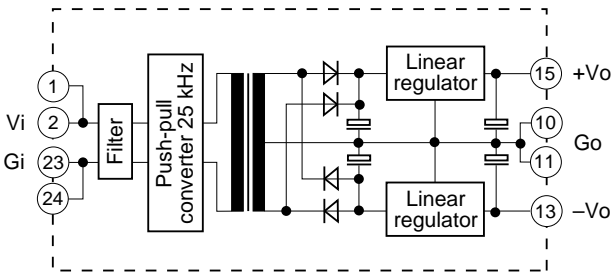 1
Vi
2
Gi
23
24
Filter
Push-pull
converter 25 kHz
Linear
regulator
Linear
regulator
15
+Vo
10
Go
11
13
–Vo